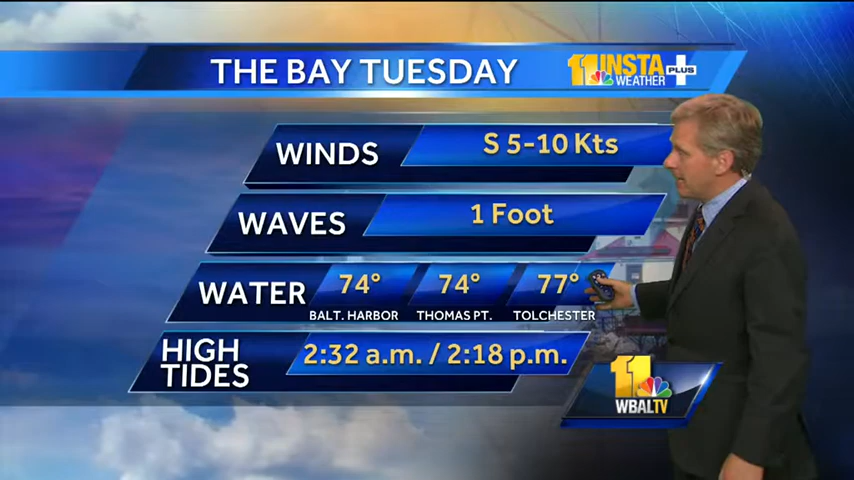 THE BAY TUESDAY
11 INSTA WEATHER PLUS
WINDS S 5-10 Kts
WAVES 1 Foot
WATER 74° 74° 77°
BALT. HARBOR THOMAS PT. TOLCHESTER
HIGH TIDES 2:32 a.m. / 2:18 p.m.
11
WBALTV